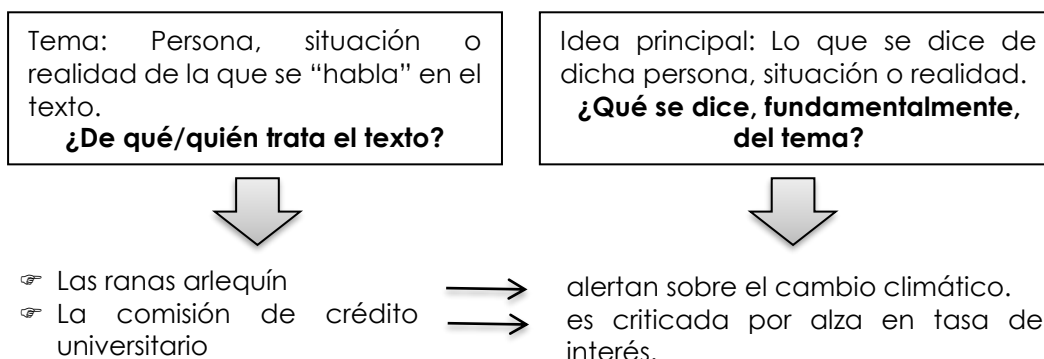 Tema: Persona, situación o
realidad de la que se “habla” en el
texto.
¿De qué/quién trata el texto?
Idea principal: Lo que se dice de
dicha persona, situación o realidad.
¿Qué se dice, fundamentalmente,
del tema?
☞ Las ranas arlequín
☞ La comisión de crédito
universitario
alertan sobre el cambio climático.
es criticada por alza en tasa de
interés.